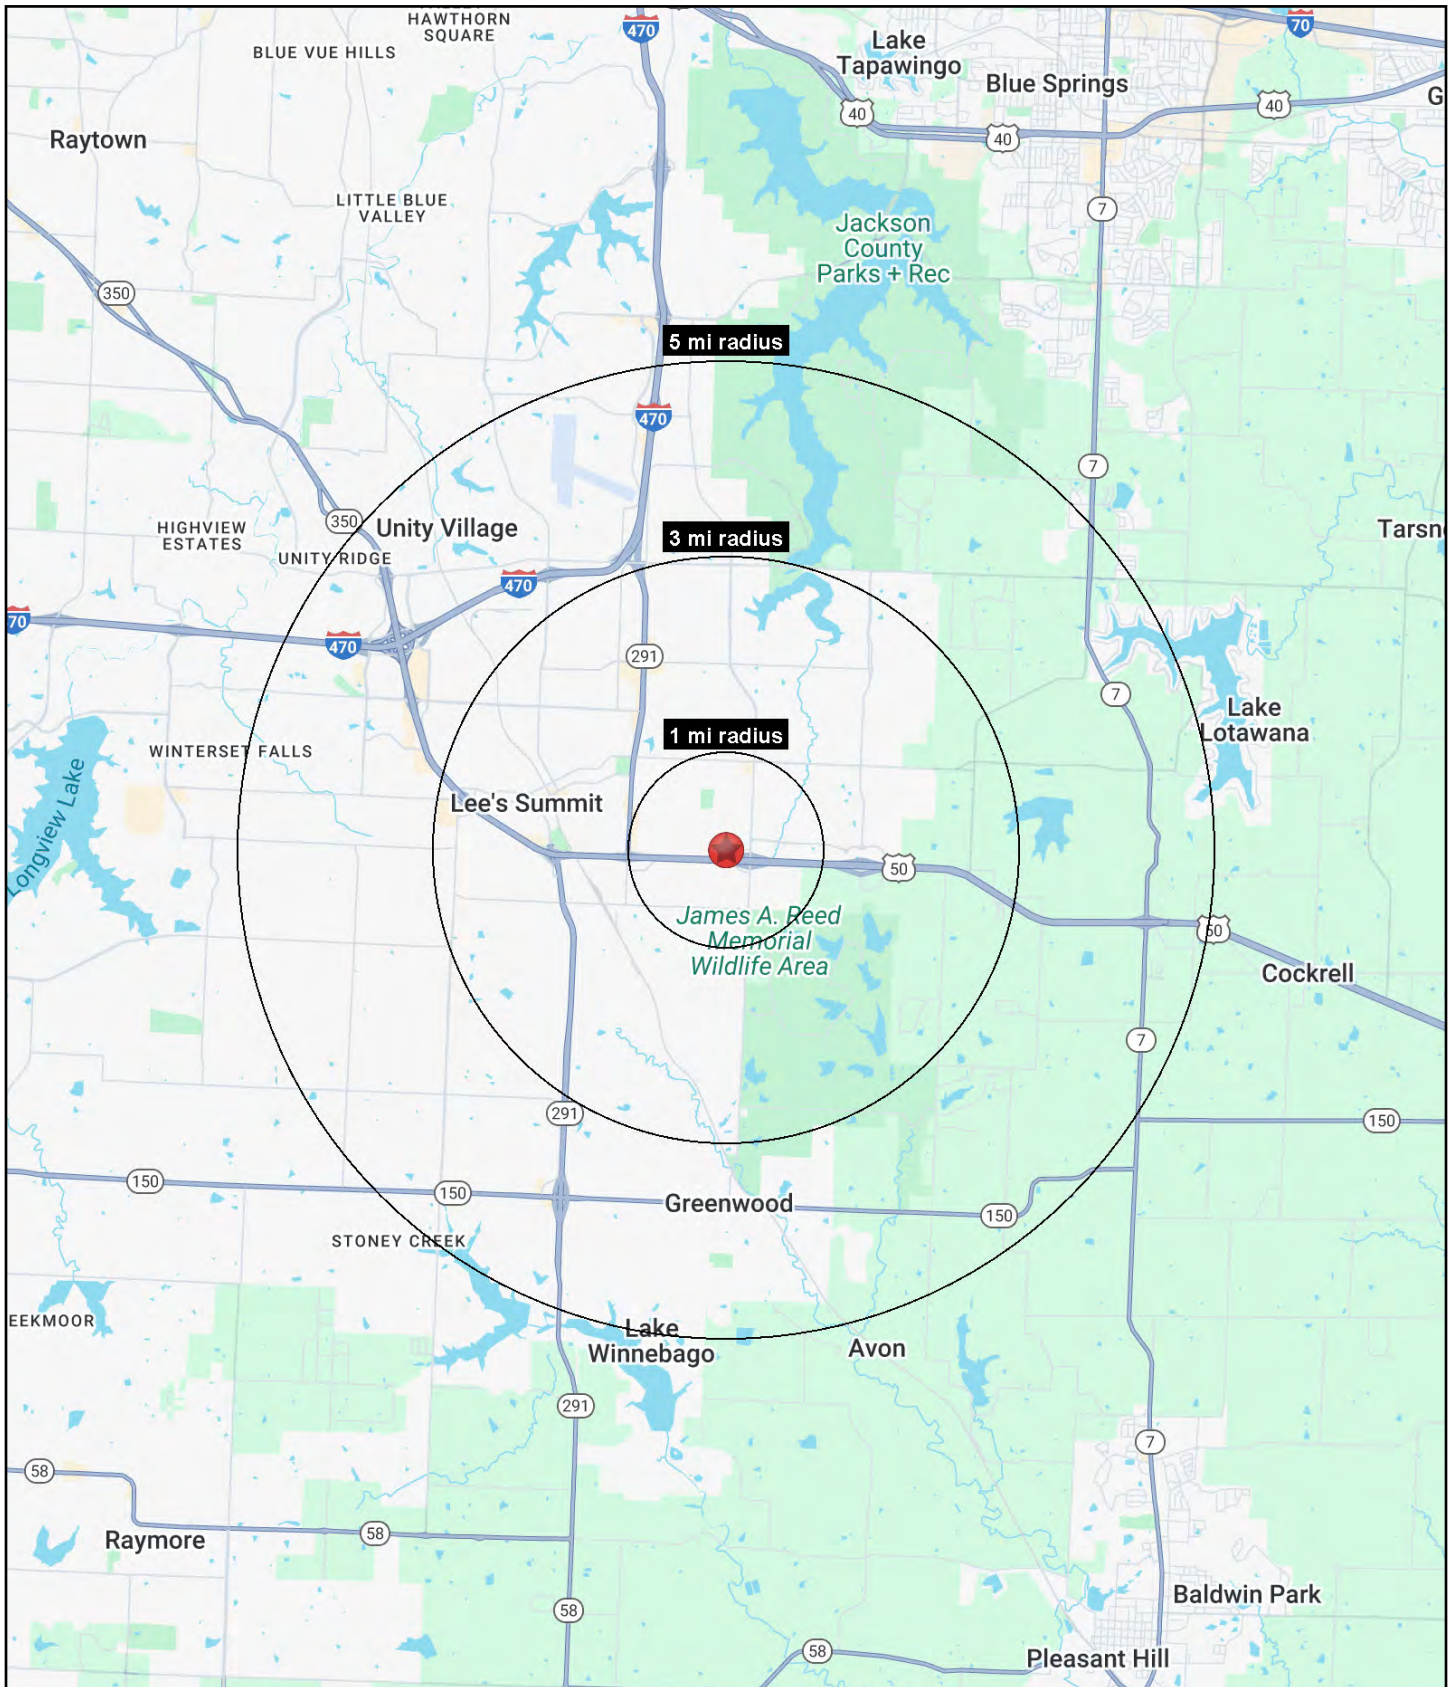 HAWTHORN
SQUARE
470
70
BLUE VUE HILLS
Lake
Tapawingo
Blue Springs
40
40
40
G
Raytown
7
LITTLE BLUE
VALLEY
Jackson
County
Parks + Rec
350
5 mi radius
470
7
350
Unity Village
HIGHVIEW
ESTATES
UNITY RIDGE
3 mi radius
Tarsn
470
70
470
291
7
Lake
Lotawana
1 mi radius
WINTERSET FALLS
Longview Lake
Lee's Summit
50
James A. Reed
Memorial
Wildlife Area
50
Cockrell
7
291
150
150
150
Greenwood
150
STONEY CREEK
EEKMOOR
Lake
Winnebago
Avon
291
7
58
58
Raymore
58
Baldwin Park
58
Pleasant Hill